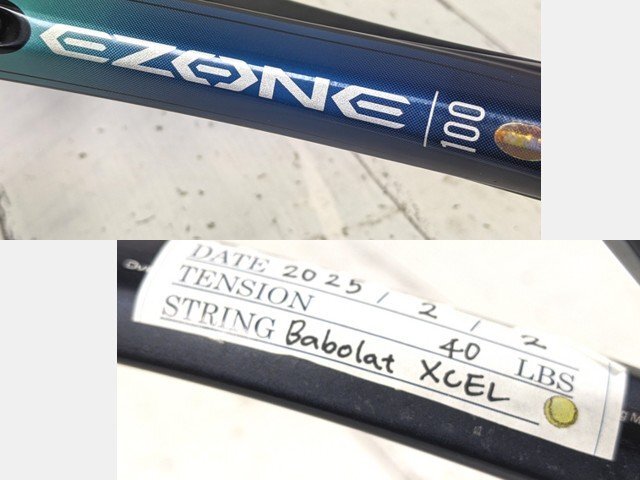 EZONE
100
DATE 2025 / 2 / 2
TENSION 40 LBS
STRING Babolat XCEL